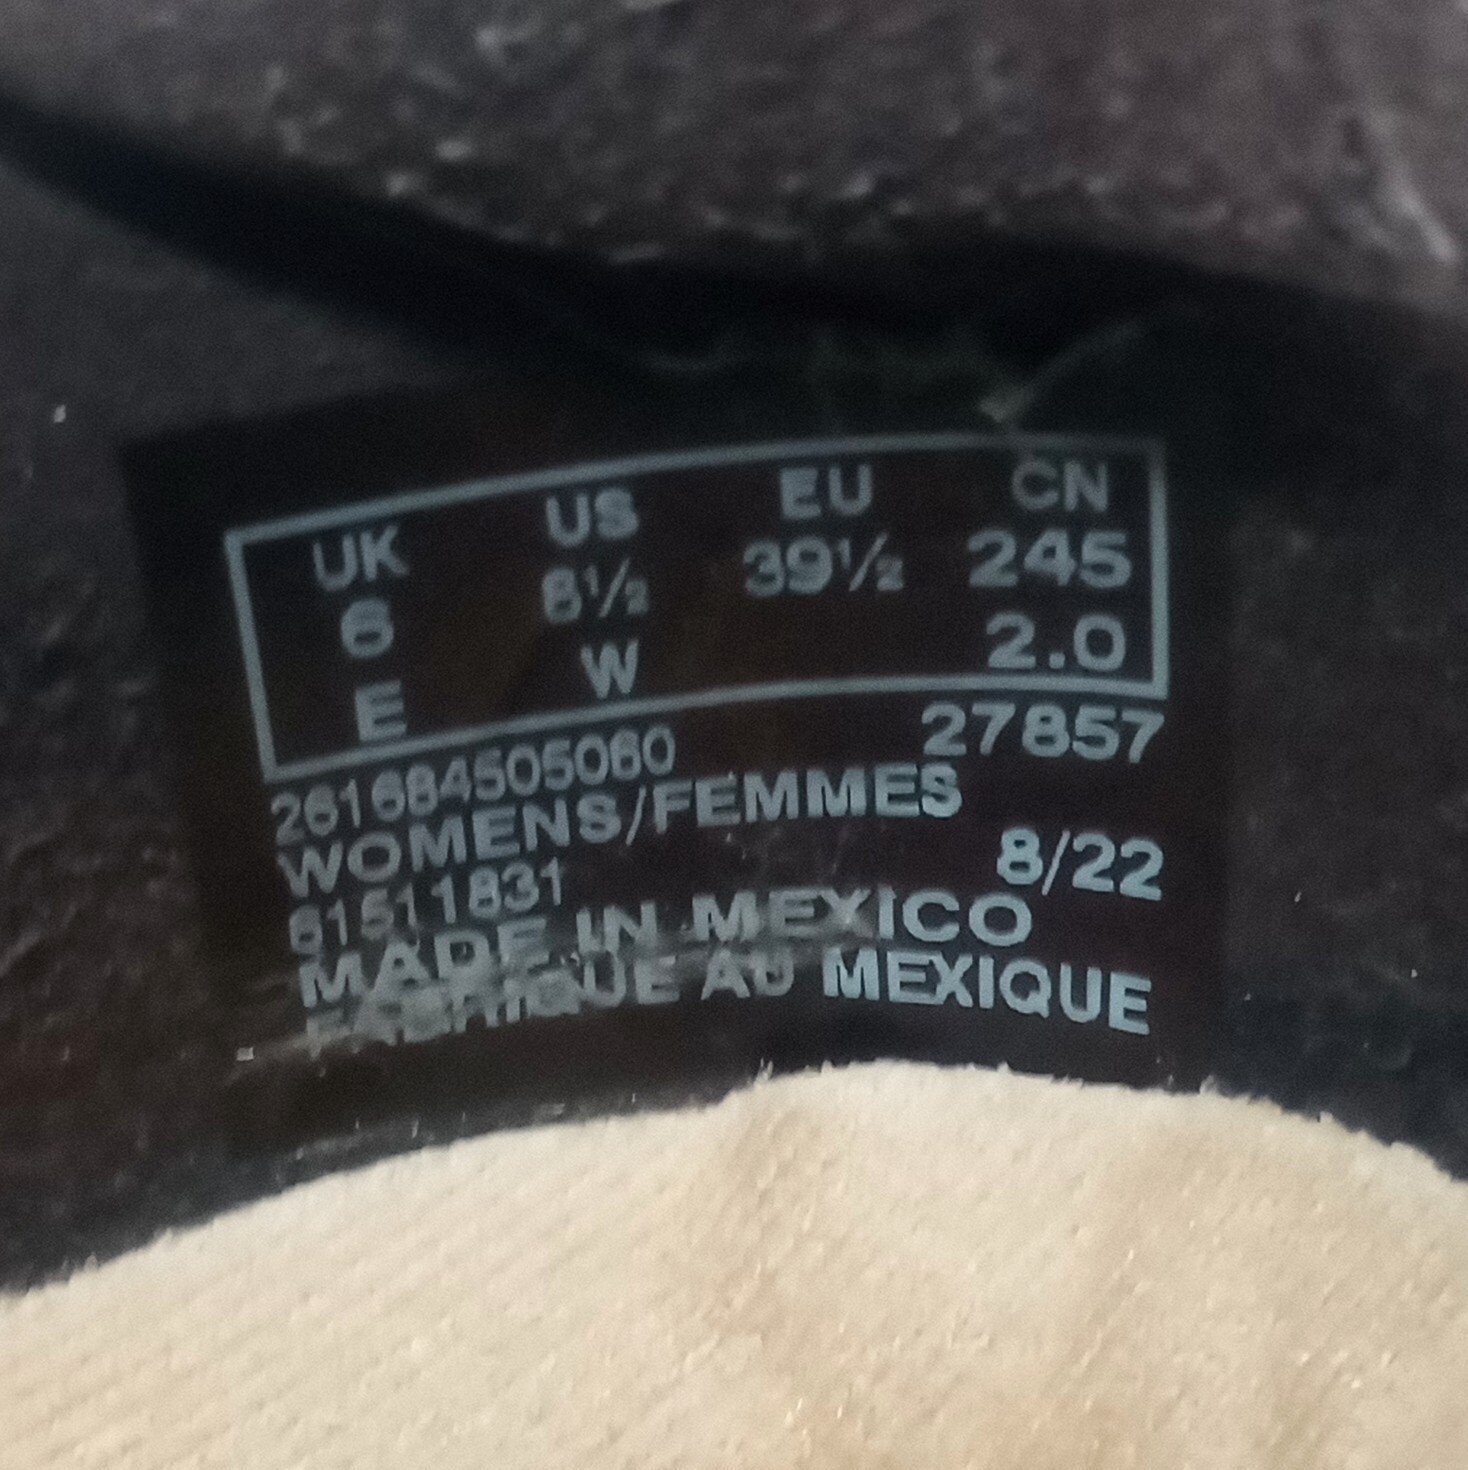 UK US EU CN
6 8½ 39½ 245
E W 2.0
261684505060 27857
WOMENS/FEMMES
61511831 8/22
MADE IN MEXICO
FABRIQUE AU MEXIQUE